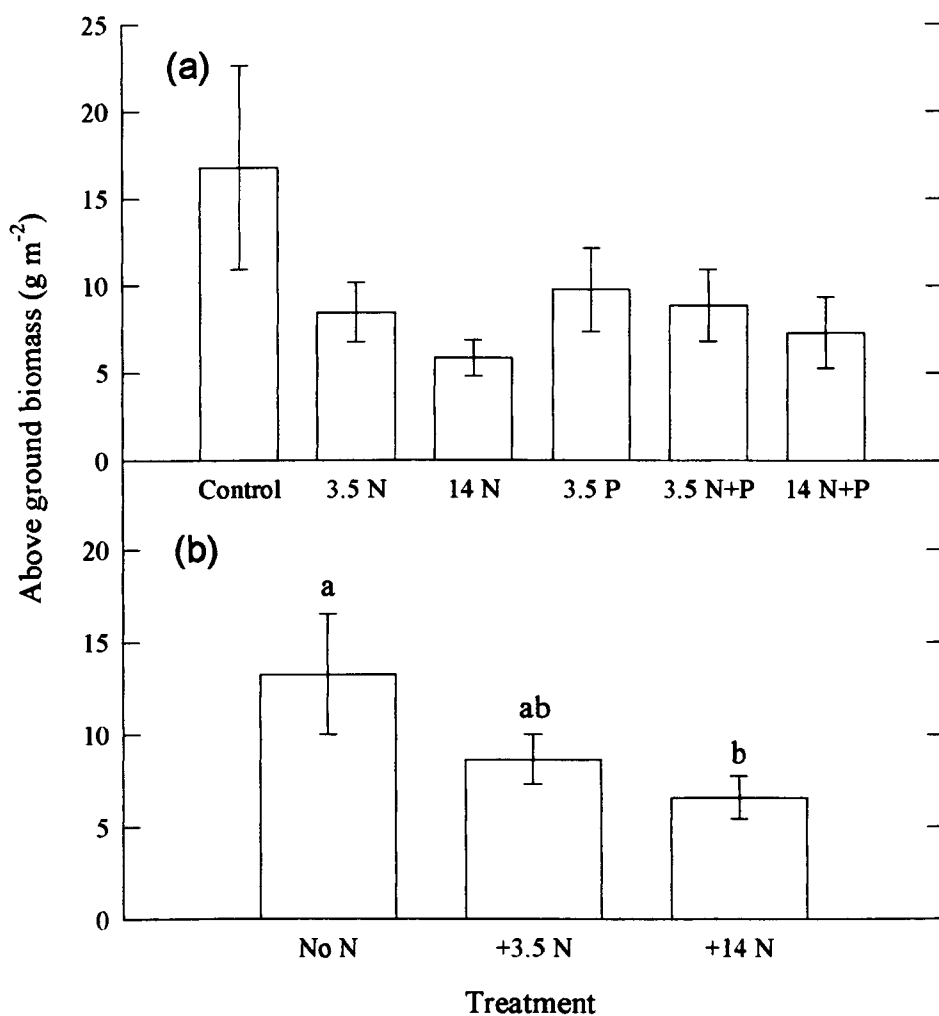 Above ground biomass (g m⁻²)
(a)
25
20
15
10
5
0
Control 3.5 N 14 N 3.5 P 3.5 N+P 14 N+P
(b)
20
15
10
5
0
a
ab
b
No N +3.5 N +14 N
Treatment